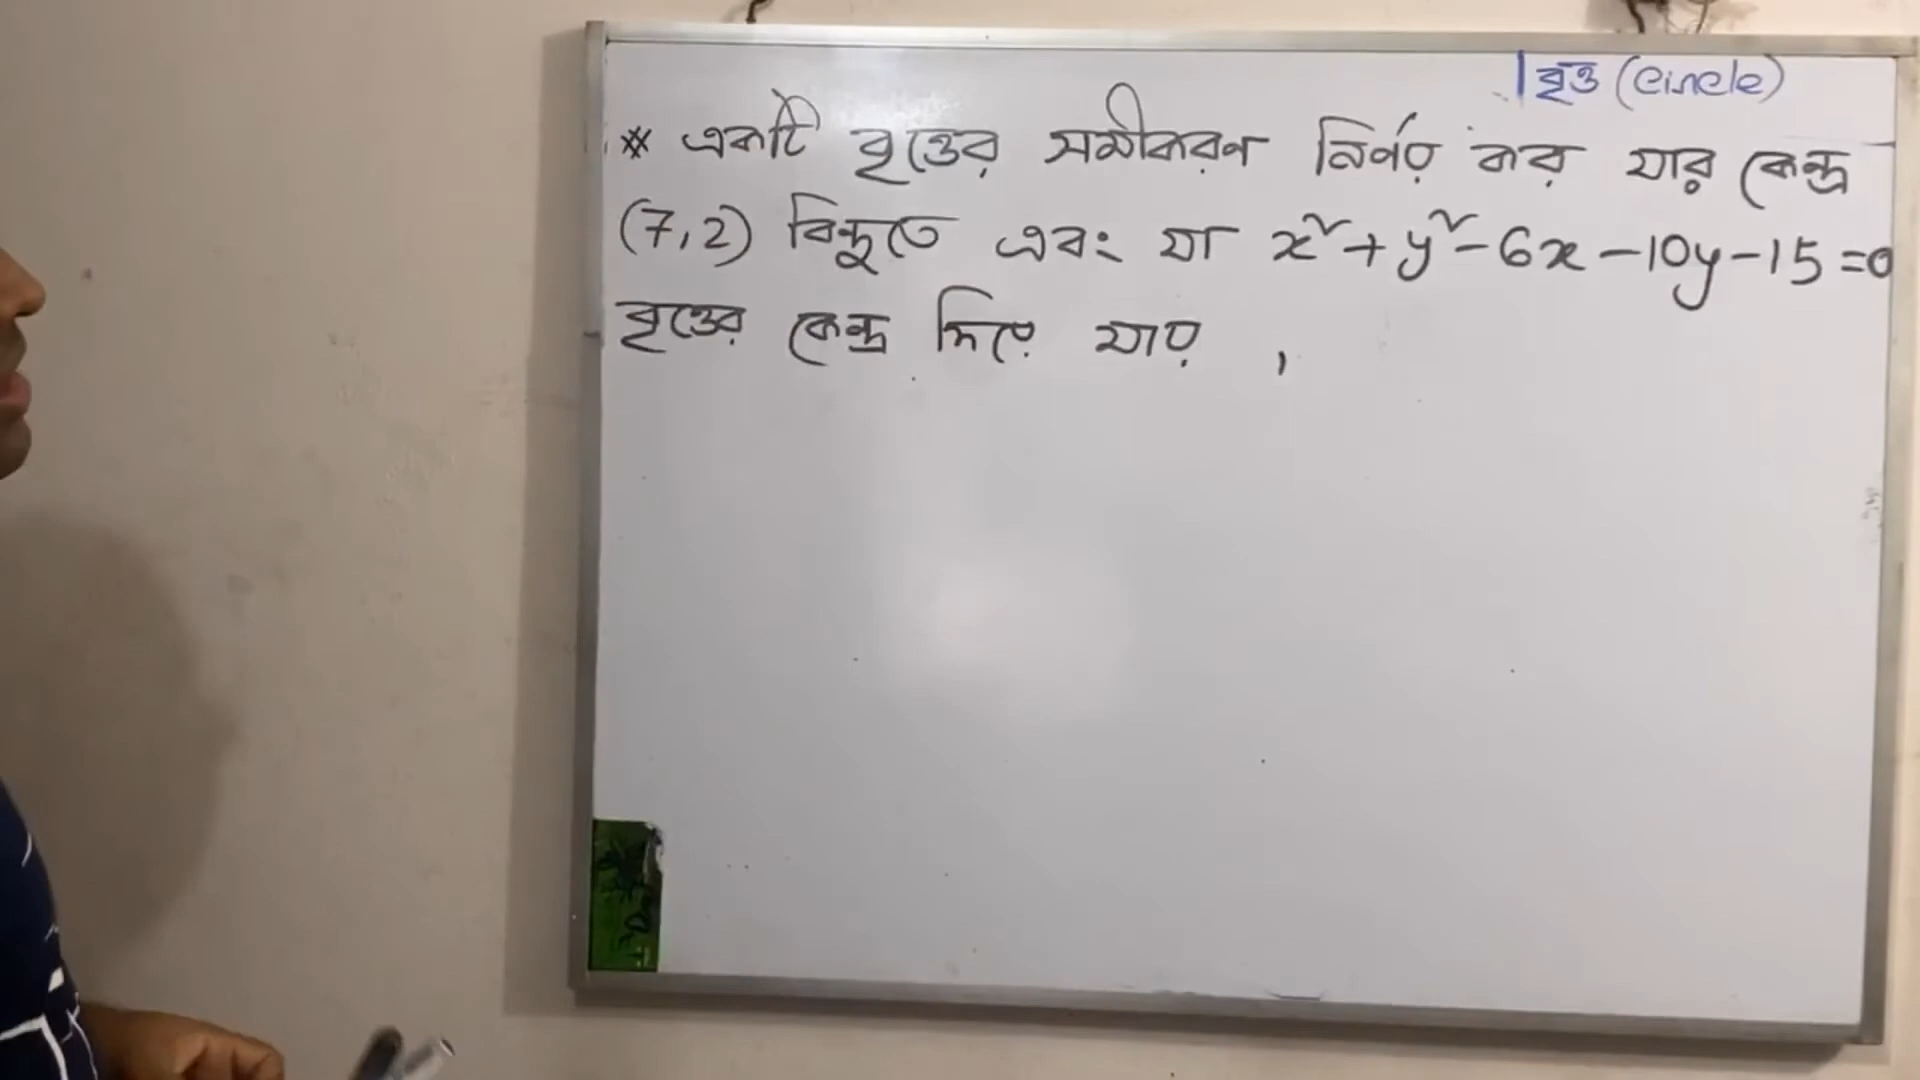 বৃত্ত (Circle)
* একটি বৃত্তের সমীকরণ নির্ণয় কর যার কেন্দ্র
(7,2) বিন্দুতে এবং যা x²+y²-6x-10y-15=0
বৃত্তের কেন্দ্র দিয়ে যায় ।